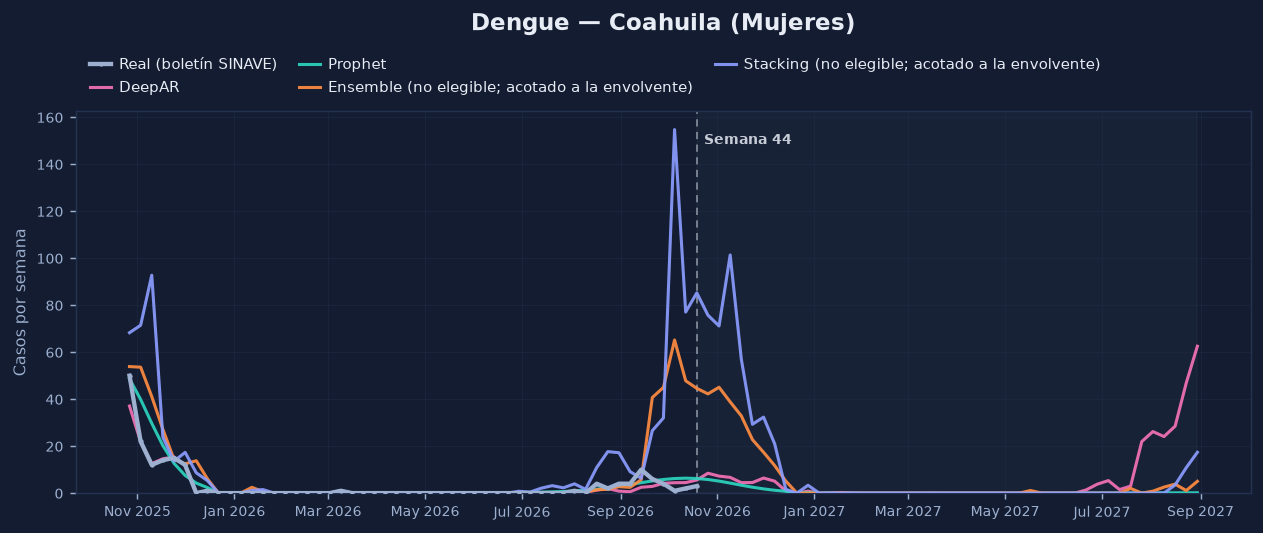 Dengue — Coahuila (Mujeres)
Real (boletín SINAVE)
Prophet
Stacking (no elegible; acotado a la envolvente)
DeepAR
Ensemble (no elegible; acotado a la envolvente)
160
140
120
100
80
60
40
20
0
Casos por semana
Semana 44
Nov 2025
Jan 2026
Mar 2026
May 2026
Jul 2026
Sep 2026
Nov 2026
Jan 2027
Mar 2027
May 2027
Jul 2027
Sep 2027